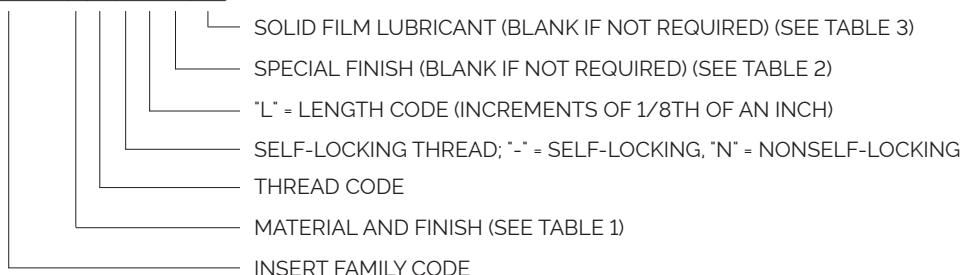 SOLID FILM LUBRICANT (BLANK IF NOT REQUIRED) (SEE TABLE 3)
SPECIAL FINISH (BLANK IF NOT REQUIRED) (SEE TABLE 2)
"L" = LENGTH CODE (INCREMENTS OF 1/8TH OF AN INCH)
SELF-LOCKING THREAD; "-" = SELF-LOCKING, "N" = NONSELF-LOCKING
THREAD CODE
MATERIAL AND FINISH (SEE TABLE 1)
INSERT FAMILY CODE